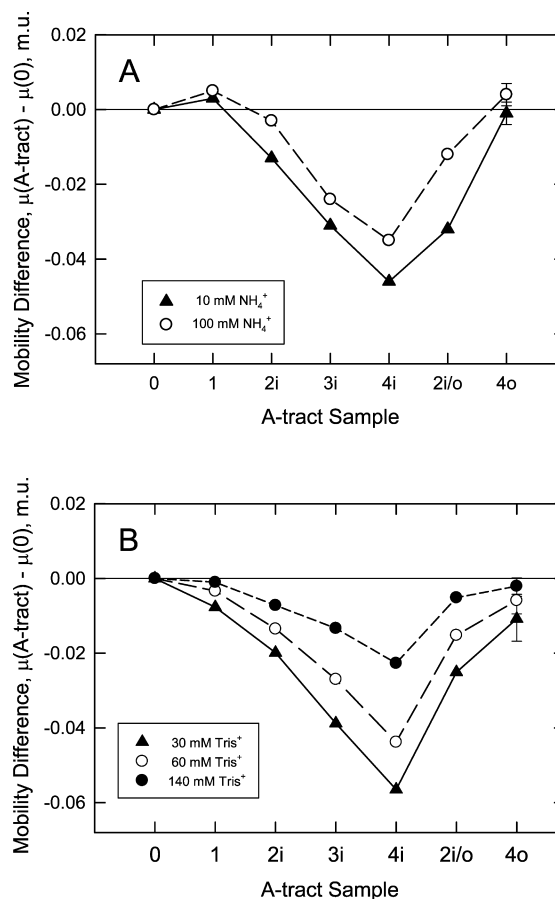 A
Mobility Difference, μ(A-tract) - μ(0), m.u.
0.02
0.00
-0.02
-0.04
-0.06
10 mM NH₄⁺
100 mM NH₄⁺
0 1 2i 3i 4i 2i/o 4o
A-tract Sample
B
Mobility Difference, μ(A-tract) - μ(0), m.u.
0.02
0.00
-0.02
-0.04
-0.06
30 mM Tris⁺
60 mM Tris⁺
140 mM Tris⁺
0 1 2i 3i 4i 2i/o 4o
A-tract Sample